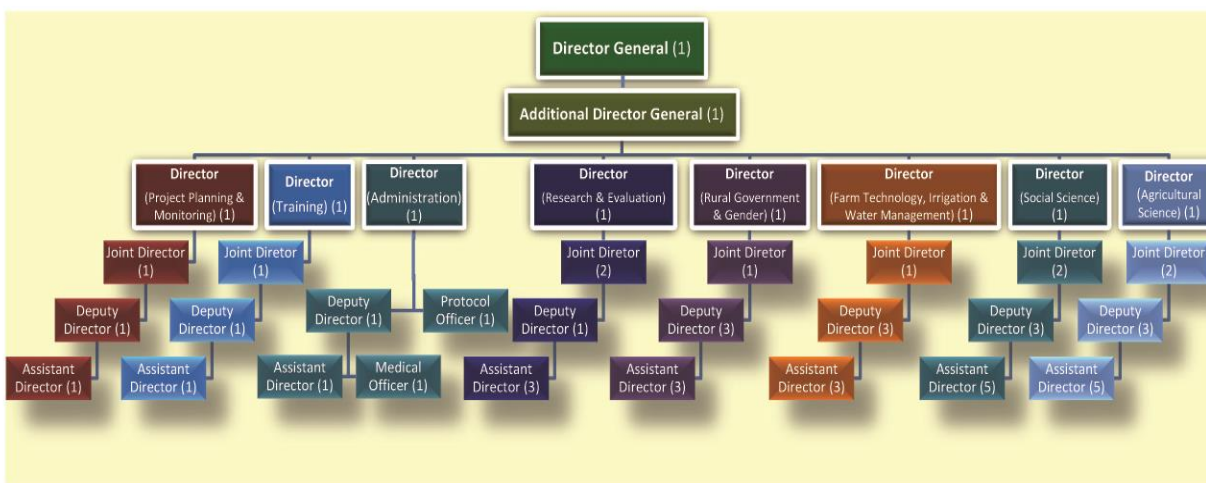 Director General (1)
Additional Director General (1)
Director
(Project Planning &
Monitoring) (1)
Director
(Training) (1)
Director
(Administration)
(1)
Director
(Research & Evaluation)
(1)
Director
(Rural Government
& Gender) (1)
Director
(Farm Technology, Irrigation &
Water Management) (1)
Director
(Social Science)
(1)
Director
(Agricultural
Science) (1)
Joint Director
(1)
Joint Diretor
(1)
Joint Diretor
(2)
Joint Diretor
(1)
Joint Diretor
(1)
Joint Diretor
(2)
Joint Diretor
(2)
Deputy
Director (1)
Deputy
Director (1)
Deputy
Director (1)
Protocol
Officer (1)
Deputy
Director (1)
Deputy
Director (3)
Deputy
Director (3)
Deputy
Director (3)
Deputy
Director (3)
Assistant
Director (1)
Assistant
Director (1)
Assistant
Director (1)
Medical
Officer (1)
Assistant
Director (3)
Assistant
Director (3)
Assistant
Director (3)
Assistant
Director (5)
Assistant
Director (5)